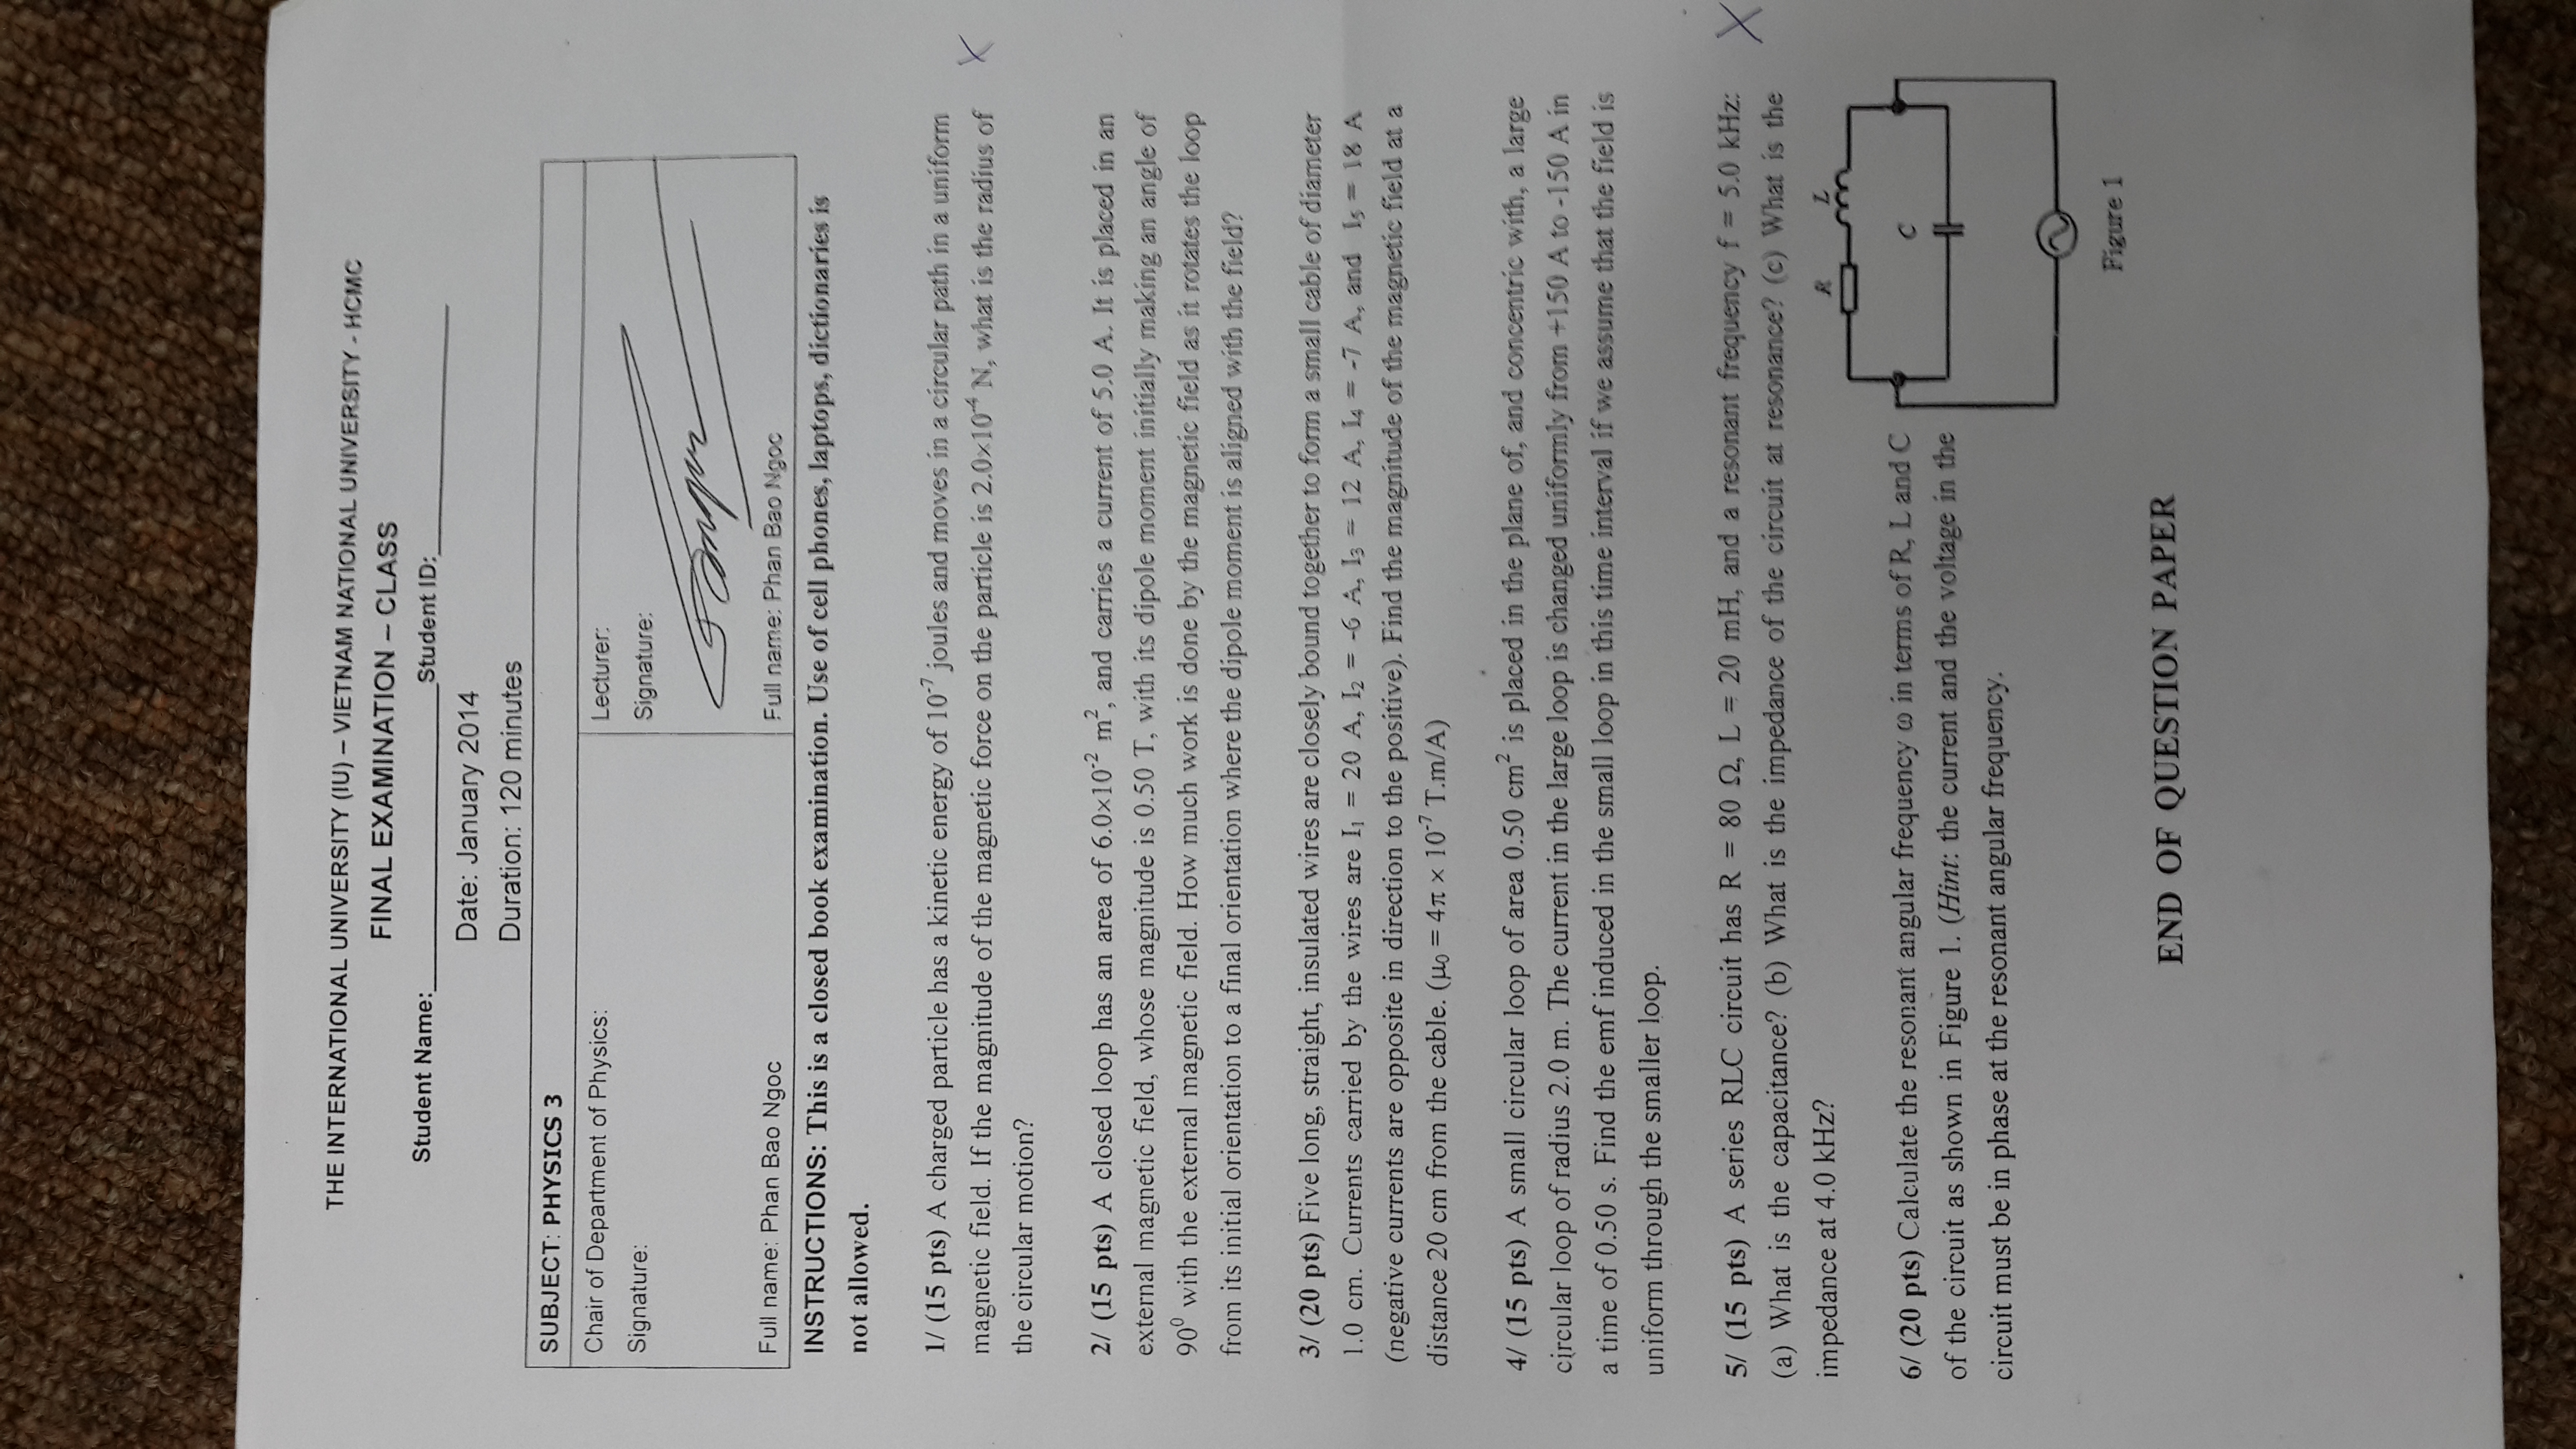 THE INTERNATIONAL UNIVERSITY (IU) – VIETNAM NATIONAL UNIVERSITY - HCMC
FINAL EXAMINATION – CLASS
Student Name:____________________Student ID:________________
Date: January 2014
Duration: 120 minutes
SUBJECT: PHYSICS 3
Chair of Department of Physics:
Signature:
Full name: Phan Bao Ngoc
Lecturer:
Signature:
Full name: Phan Bao Ngoc
INSTRUCTIONS: This is a closed book examination. Use of cell phones, laptops, dictionaries is
not allowed.
1/ (15 pts) A charged particle has a kinetic energy of 10⁻⁷ joules and moves in a circular path in a uniform
magnetic field. If the magnitude of the magnetic force on the particle is 2.0×10⁻⁴ N, what is the radius of
the circular motion?
2/ (15 pts) A closed loop has an area of 6.0×10⁻² m², and carries a current of 5.0 A. It is placed in an
external magnetic field, whose magnitude is 0.50 T, with its dipole moment initially making an angle of
90⁰ with the external magnetic field. How much work is done by the magnetic field as it rotates the loop
from its initial orientation to a final orientation where the dipole moment is aligned with the field?
3/ (20 pts) Five long, straight, insulated wires are closely bound together to form a small cable of diameter
1.0 cm. Currents carried by the wires are I₁ = 20 A, I₂ = -6 A, I₃ = 12 A, I₄ = -7 A, and I₅ = 18 A
(negative currents are opposite in direction to the positive). Find the magnitude of the magnetic field at a
distance 20 cm from the cable. (μ₀ = 4π × 10⁻⁷ T.m/A)
4/ (15 pts) A small circular loop of area 0.50 cm² is placed in the plane of, and concentric with, a large
circular loop of radius 2.0 m. The current in the large loop is changed uniformly from +150 A to -150 A in
a time of 0.50 s. Find the emf induced in the small loop in this time interval if we assume that the field is
uniform through the smaller loop.
5/ (15 pts) A series RLC circuit has R = 80 Ω, L = 20 mH, and a resonant frequency f = 5.0 kHz:
(a) What is the capacitance? (b) What is the impedance of the circuit at resonance? (c) What is the
impedance at 4.0 kHz?
6/ (20 pts) Calculate the resonant angular frequency ω in terms of R, L and C
of the circuit as shown in Figure 1. (Hint: the current and the voltage in the
circuit must be in phase at the resonant angular frequency.
R L
C
Figure 1
END OF QUESTION PAPER